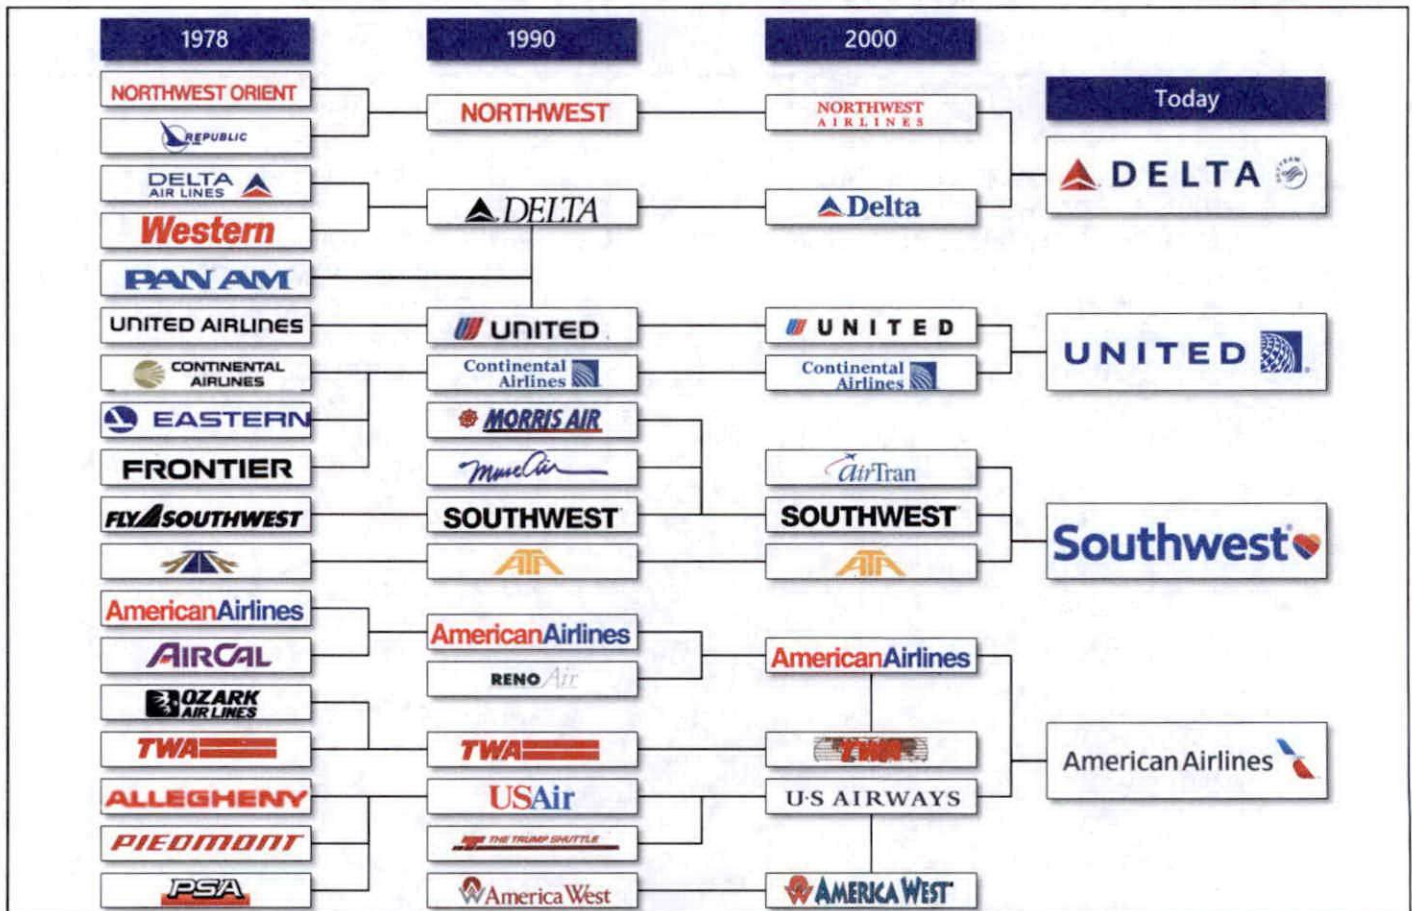 1978
1990
2000
Today
NORTHWEST ORIENT
REPUBLIC
DELTA
AIR LINES
Western
PAN AM
UNITED AIRLINES
CONTINENTAL
AIRLINES
EASTERN
FRONTIER
FLY SOUTHWEST
AmericanAirlines
AIRCAL
OZARK
AIR LINES
TWA
ALLEGHENY
PIEDMONT
PSA
NORTHWEST
DELTA
UNITED
Continental
Airlines
MORRIS AIR
Muse Air
SOUTHWEST
ATA
AmericanAirlines
RENO Air
TWA
USAir
THE TRUMP SHUTTLE
America West
NORTHWEST
AIRLINES
Delta
UNITED
Continental
Airlines
AirTran
SOUTHWEST
ATA
AmericanAirlines
TWA
U·S AIRWAYS
AMERICA WEST
DELTA
UNITED
Southwest
American Airlines